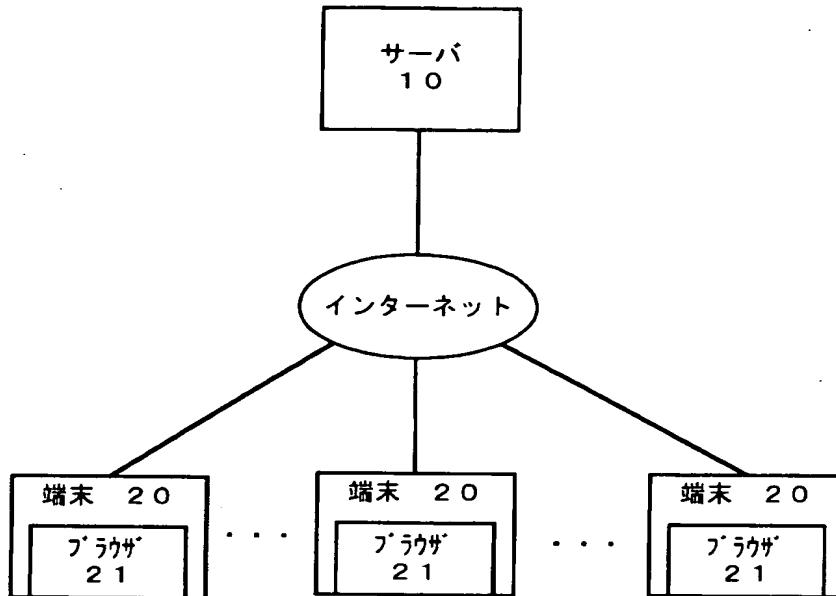 サーバ
１０
インターネット
端末　２０
端末　２０
端末　２０
ﾌﾞﾗｳｻﾞ
２１
・・・
ﾌﾞﾗｳｻﾞ
２１
・・・
ﾌﾞﾗｳｻﾞ
２１